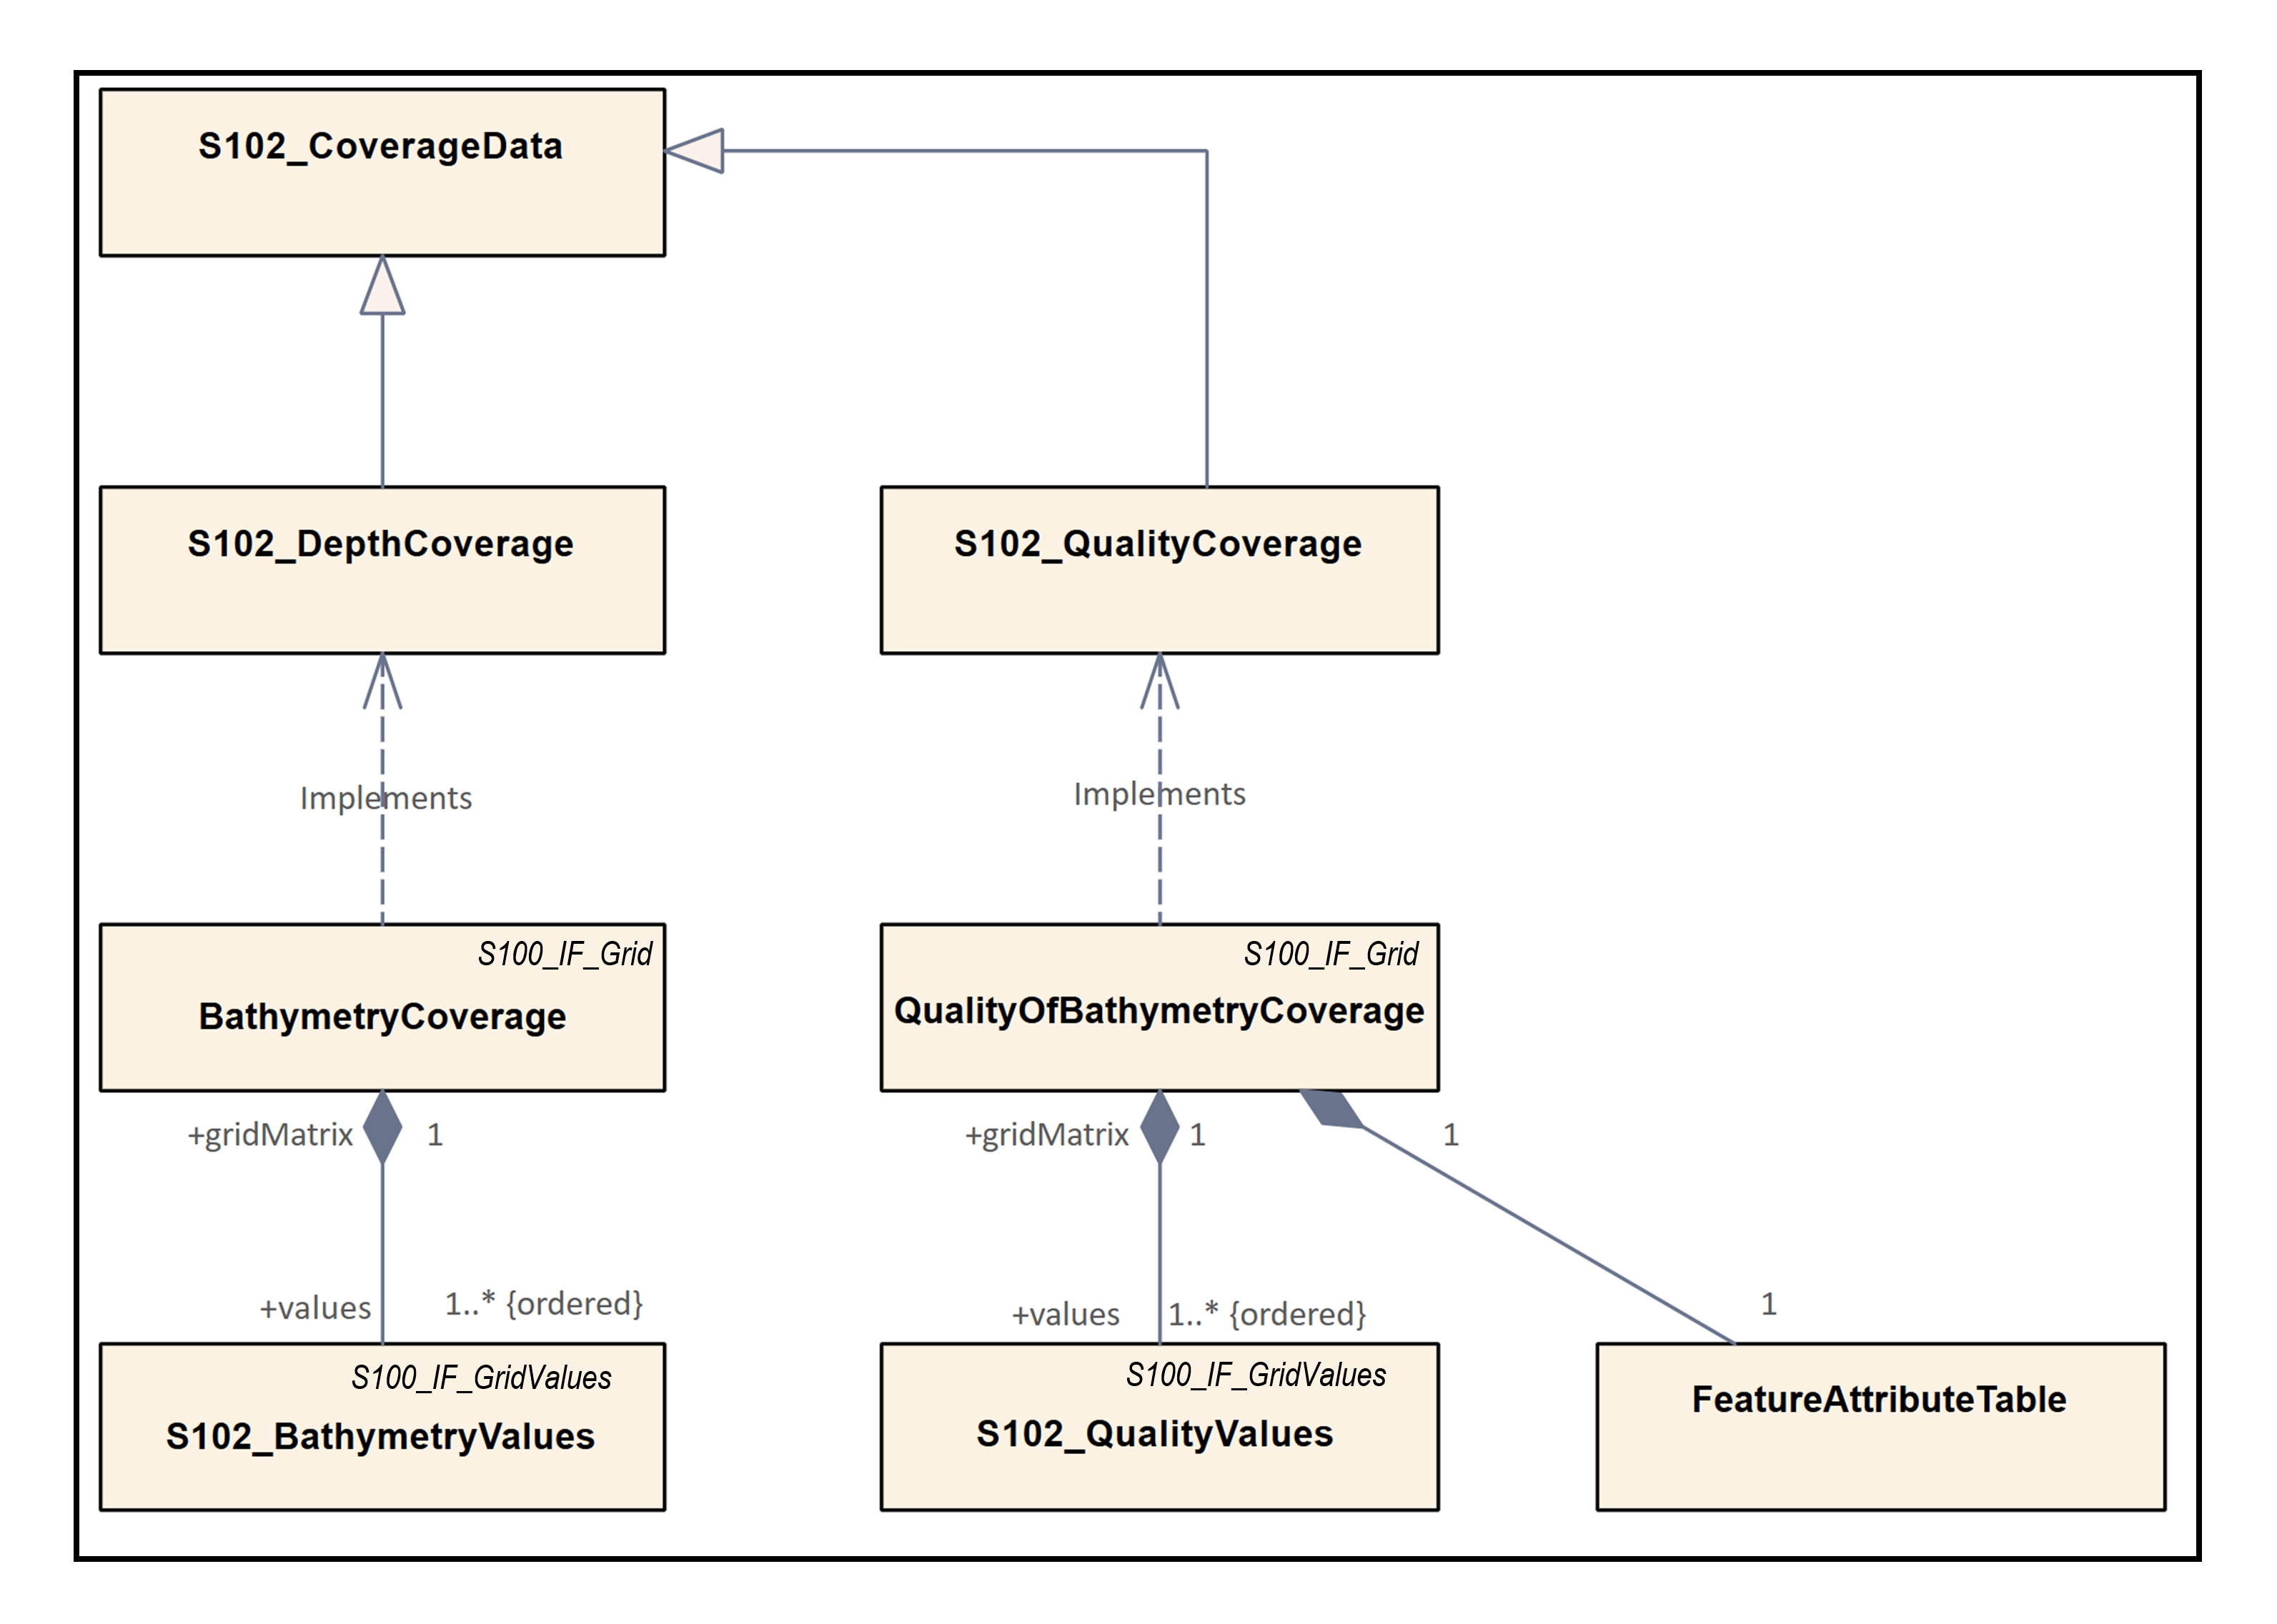 S102_CoverageData
S102_DepthCoverage
S102_QualityCoverage
Implements
Implements
S100_IF_Grid
BathymetryCoverage
S100_IF_Grid
QualityOfBathymetryCoverage
+gridMatrix 1
+gridMatrix 1
1
+values 1..* {ordered}
+values 1..* {ordered}
1
S100_IF_GridValues
S102_BathymetryValues
S100_IF_GridValues
S102_QualityValues
FeatureAttributeTable